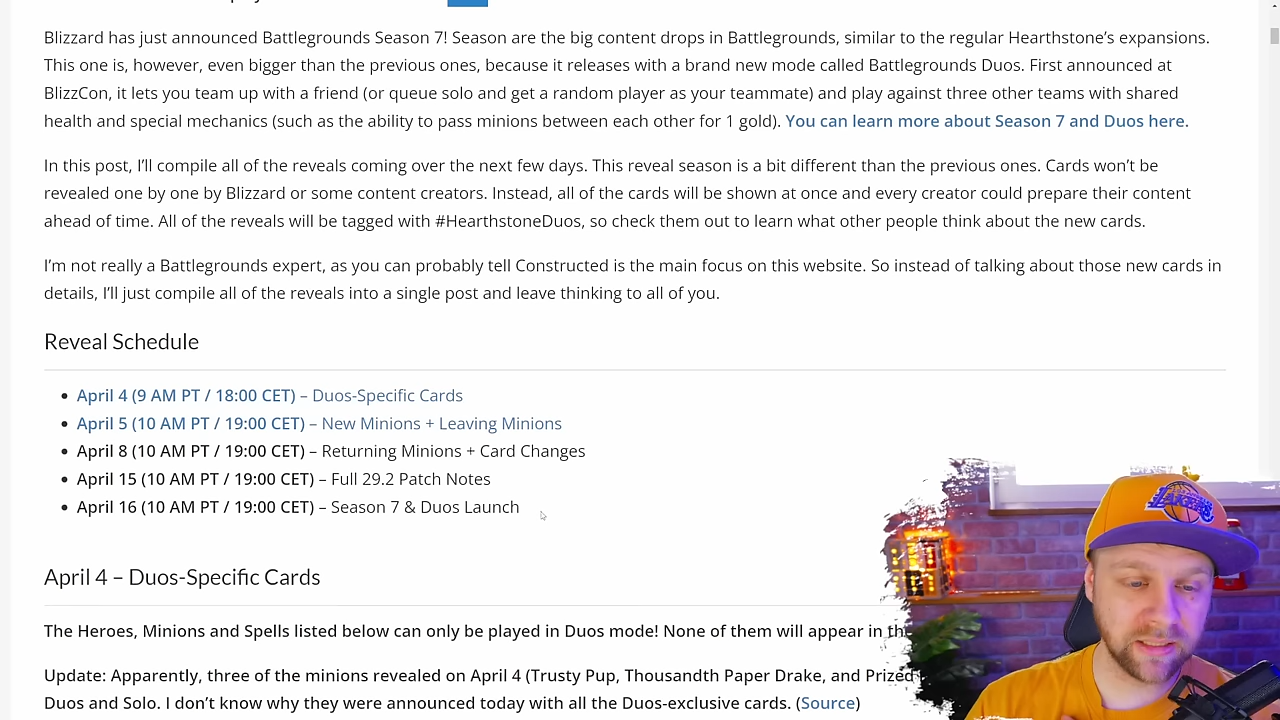 Blizzard has just announced Battlegrounds Season 7! Season are the big content drops in Battlegrounds, similar to the regular Hearthstone’s expansions.
This one is, however, even bigger than the previous ones, because it releases with a brand new mode called Battlegrounds Duos. First announced at
BlizzCon, it lets you team up with a friend (or queue solo and get a random player as your teammate) and play against three other teams with shared
health and special mechanics (such as the ability to pass minions between each other for 1 gold). You can learn more about Season 7 and Duos here.
In this post, I’ll compile all of the reveals coming over the next few days. This reveal season is a bit different than the previous ones. Cards won’t be
revealed one by one by Blizzard or some content creators. Instead, all of the cards will be shown at once and every creator could prepare their content
ahead of time. All of the reveals will be tagged with #HearthstoneDuos, so check them out to learn what other people think about the new cards.
I’m not really a Battlegrounds expert, as you can probably tell Constructed is the main focus on this website. So instead of talking about those new cards in
details, I’ll just compile all of the reveals into a single post and leave thinking to all of you.
Reveal Schedule
April 4 (9 AM PT / 18:00 CET) – Duos-Specific Cards
April 5 (10 AM PT / 19:00 CET) – New Minions + Leaving Minions
April 8 (10 AM PT / 19:00 CET) – Returning Minions + Card Changes
April 15 (10 AM PT / 19:00 CET) – Full 29.2 Patch Notes
April 16 (10 AM PT / 19:00 CET) – Season 7 & Duos Launch
April 4 – Duos-Specific Cards
The Heroes, Minions and Spells listed below can only be played in Duos mode! None of them will appear in
Update: Apparently, three of the minions revealed on April 4 (Trusty Pup, Thousandth Paper Drake, and Prized
Duos and Solo. I don’t know why they were announced today with all the Duos-exclusive cards. (Source)
LAKERS